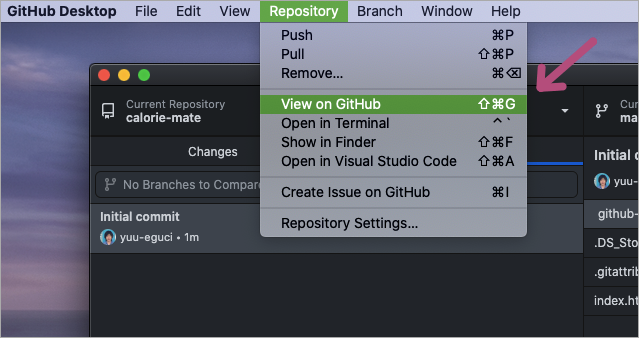 GitHub Desktop File Edit View Repository Branch Window Help
Push ⌘P
Pull ⇧⌘P
Remove... ⌘⌫
View on GitHub ⇧⌘G
Open in Terminal ⌃`
Show in Finder ⇧⌘F
Open in Visual Studio Code ⇧⌘A
Create Issue on GitHub ⌘I
Repository Settings...
Current Repository
calorie-mate
Changes
No Branches to Compare
Initial commit
yuu-eguci • 1m
Curr
ma
Initial
yuu
github-
.DS_Sto
.gitattrib
index.ht